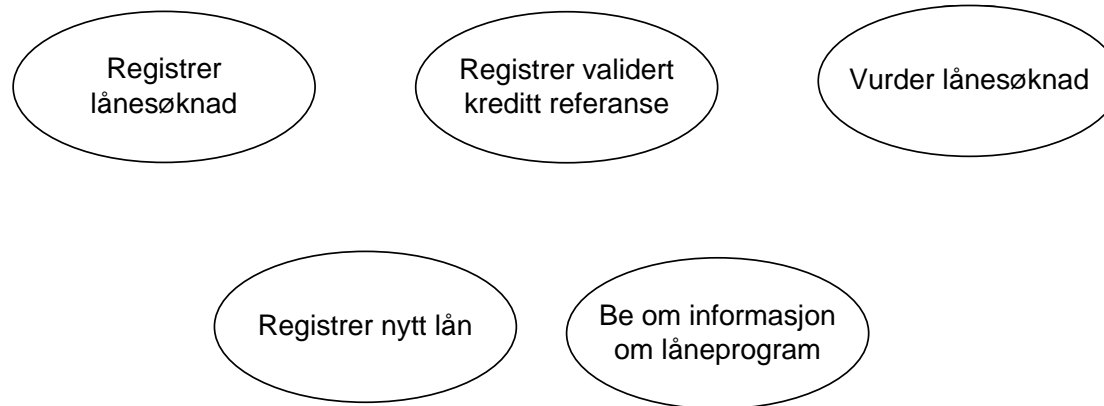 Registrer
lånesøknad
Registrer validert
kreditt referanse
Vurder lånesøknad
Registrer nytt lån
Be om informasjon
om låneprogram